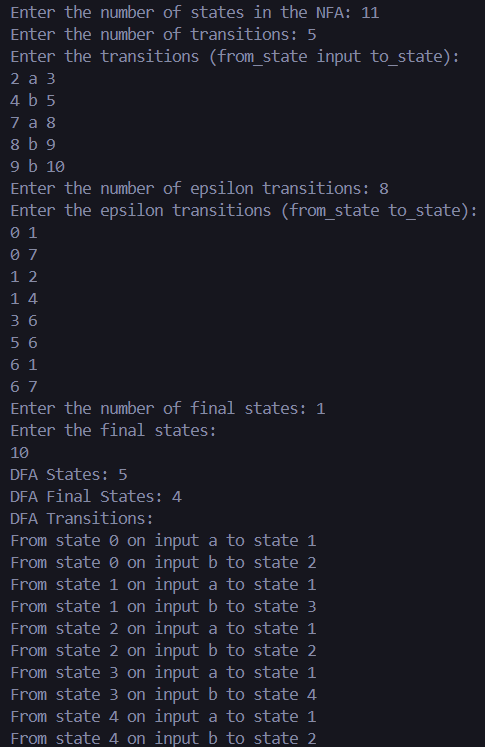 Enter the number of states in the NFA: 11
Enter the number of transitions: 5
Enter the transitions (from_state input to_state):
2 a 3
4 b 5
7 a 8
8 b 9
9 b 10
Enter the number of epsilon transitions: 8
Enter the epsilon transitions (from_state to_state):
0 1
0 7
1 2
1 4
3 6
5 6
6 1
6 7
Enter the number of final states: 1
Enter the final states:
10
DFA States: 5
DFA Final States: 4
DFA Transitions:
From state 0 on input a to state 1
From state 0 on input b to state 2
From state 1 on input a to state 1
From state 1 on input b to state 3
From state 2 on input a to state 1
From state 2 on input b to state 2
From state 3 on input a to state 1
From state 3 on input b to state 4
From state 4 on input a to state 1
From state 4 on input b to state 2